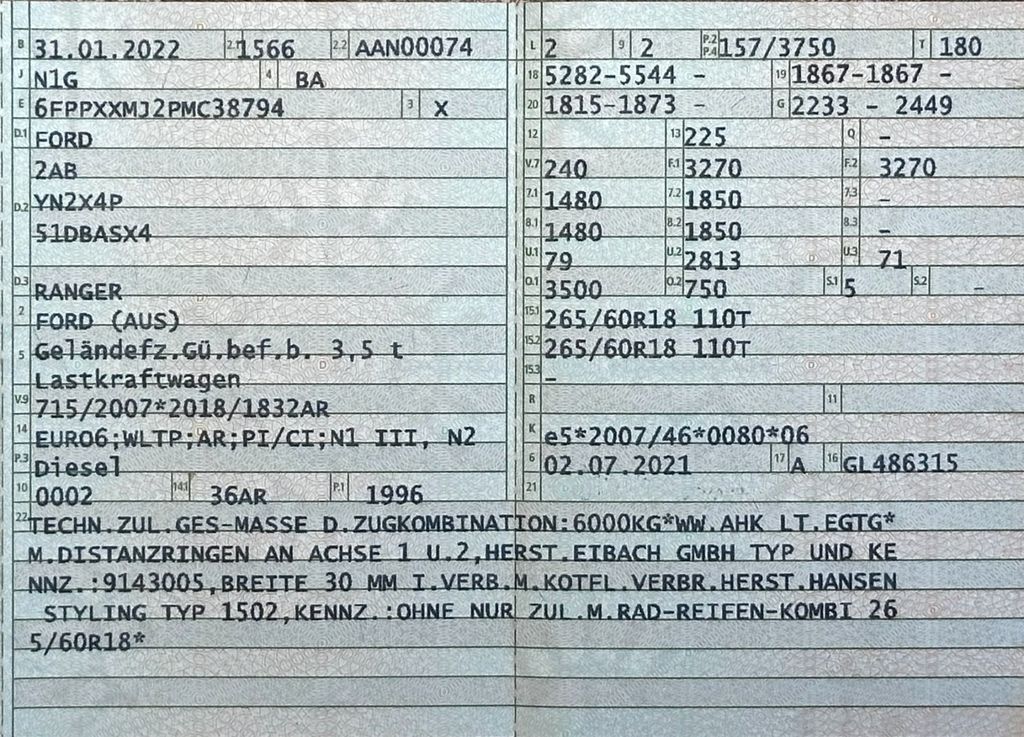 B 31.01.2022 2.1 1566 2.2 AAN00074
J N1G 4 BA
E 6FPPXXMJ2PMC38794 3 X
D.1 FORD
D.2 2AB
YN2X4P
51DBASX4
D.3 RANGER
2 FORD (AUS)
5 Geländefz.Gü.bef.b. 3,5 t
Lastkraftwagen
V.9 715/2007*2018/1832AR
14 EURO6;WLTP;AR;PI/CI;N1 III, N2
P.3 Diesel
10 0002 14.1 36AR P.1 1996
L 2 9 2 P.2 P.4 157/3750 T 180
18 5282-5544 - 19 1867-1867 -
20 1815-1873 - G 2233 - 2449
12 13 225 Q -
V.7 240 F.1 3270 F.2 3270
7.1 1480 7.2 1850 7.3 -
8.1 1480 8.2 1850 8.3 -
U.1 79 U.2 2813 U.3 71
O.1 3500 O.2 750 S.1 5 S.2 -
15.1 265/60R18 110T
15.2 265/60R18 110T
15.3 -
R 11
K e5*2007/46*0080*06
6 02.07.2021 17 A 16 GL486315
21
22 TECHN.ZUL.GES-MASSE D.ZUGKOMBINATION:6000KG*WW.AHK LT.EGTG*
M.DISTANZRINGEN AN ACHSE 1 U.2,HERST.EIBACH GMBH TYP UND KE
NNZ.:9143005,BREITE 30 MM I.VERB.M.KOTFL.VERBR.HERST.HANSEN
STYLING TYP 1502,KENNZ.:OHNE NUR ZUL.M.RAD-REIFEN-KOMBI 26
5/60R18*